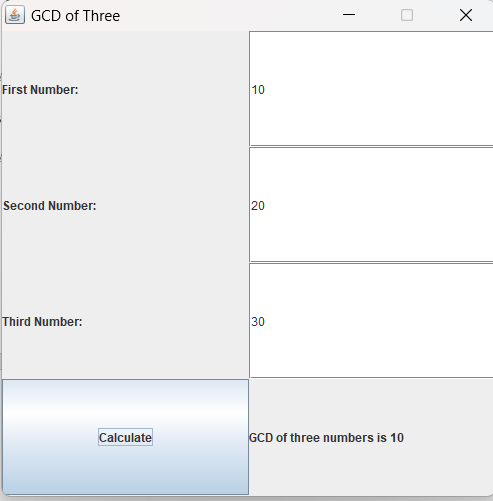 GCD of Three
First Number:
10
Second Number:
20
Third Number:
30
Calculate
GCD of three numbers is 10